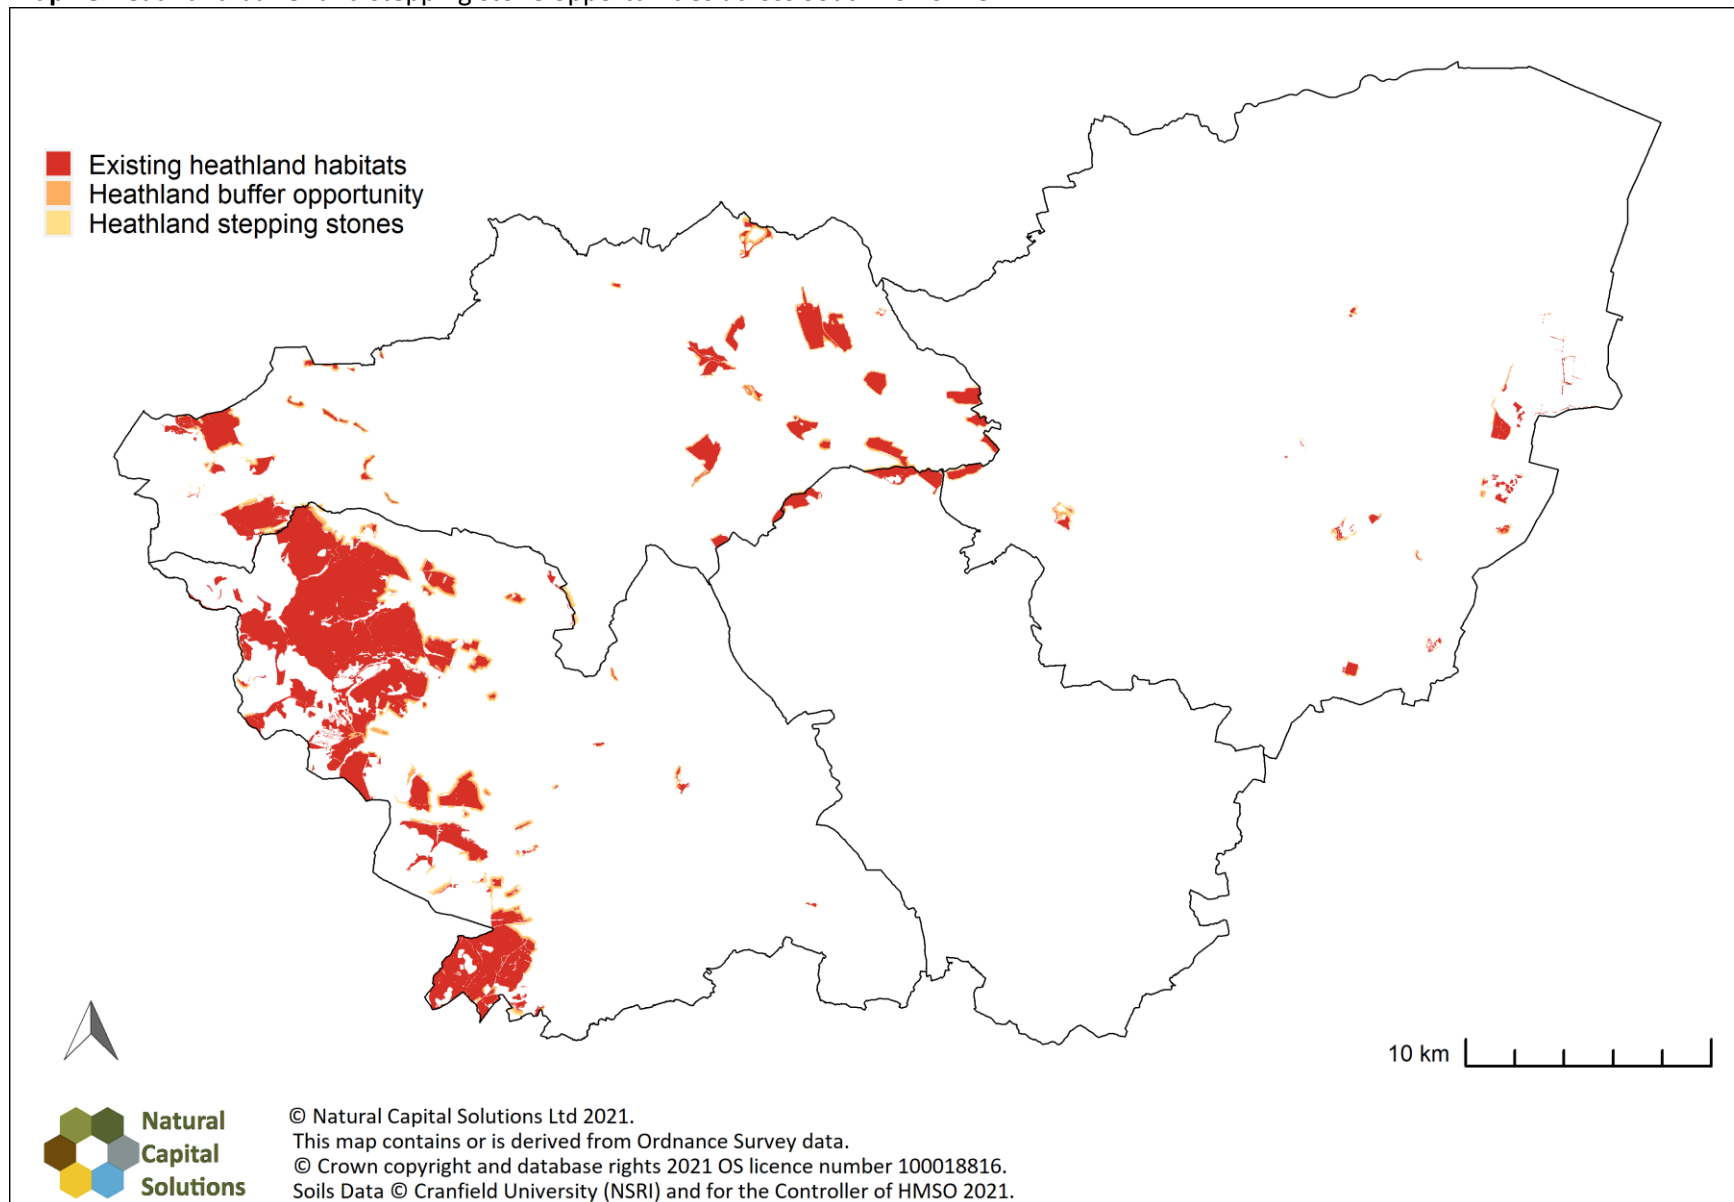 Existing heathland habitats
Heathland buffer opportunity
Heathland stepping stones
10 km
Natural
Capital
Solutions
© Natural Capital Solutions Ltd 2021.
This map contains or is derived from Ordnance Survey data.
© Crown copyright and database rights 2021 OS licence number 100018816.
Soils Data © Cranfield University (NSRI) and for the Controller of HMSO 2021.